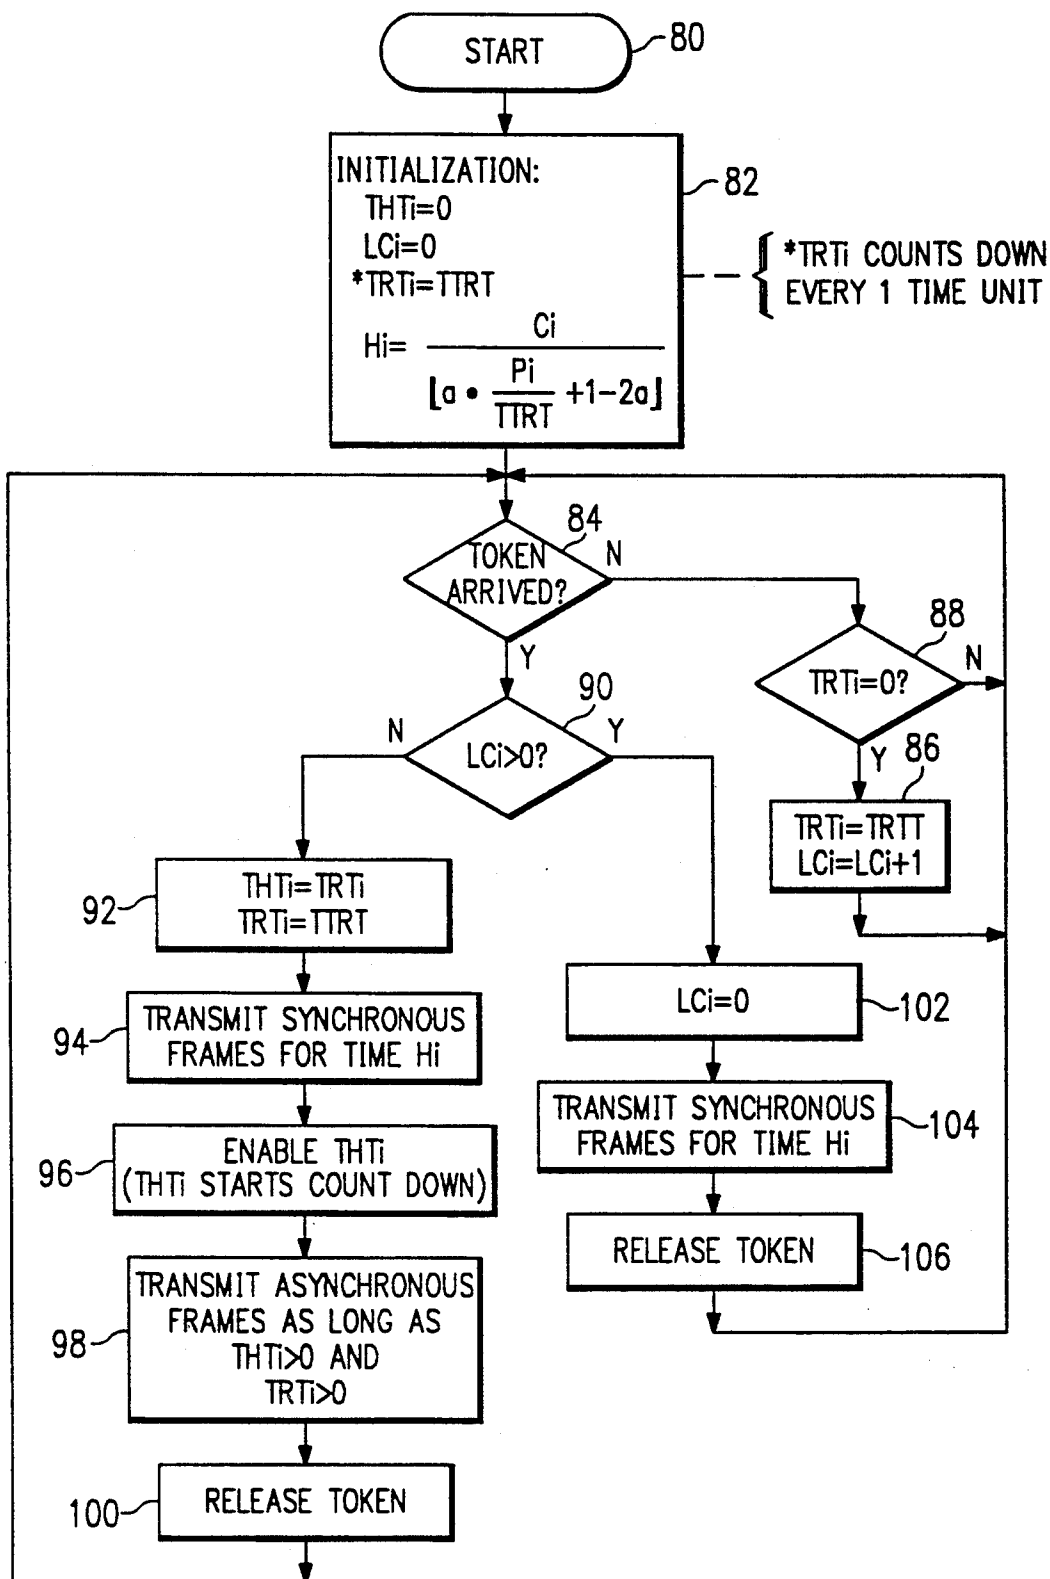 START
80
INITIALIZATION:
THTi=0
LCi=0
*TRTi=TTRT
Hi= Ci
⌊a • Pi
TTRT +1-2a⌋
82
*TRTi COUNTS DOWN
EVERY 1 TIME UNIT
84
TOKEN
ARRIVED?
N
Y
88
TRTi=0?
N
Y
86
TRTi=TRTT
LCi=LCi+1
90
LCi>0?
N
Y
92
THTi=TRTi
TRTi=TTRT
94
TRANSMIT SYNCHRONOUS
FRAMES FOR TIME Hi
96
ENABLE THTi
(THTi STARTS COUNT DOWN)
98
TRANSMIT ASYNCHRONOUS
FRAMES AS LONG AS
THTi>0 AND
TRTi>0
100
RELEASE TOKEN
LCi=0
102
TRANSMIT SYNCHRONOUS
FRAMES FOR TIME Hi
104
RELEASE TOKEN
106